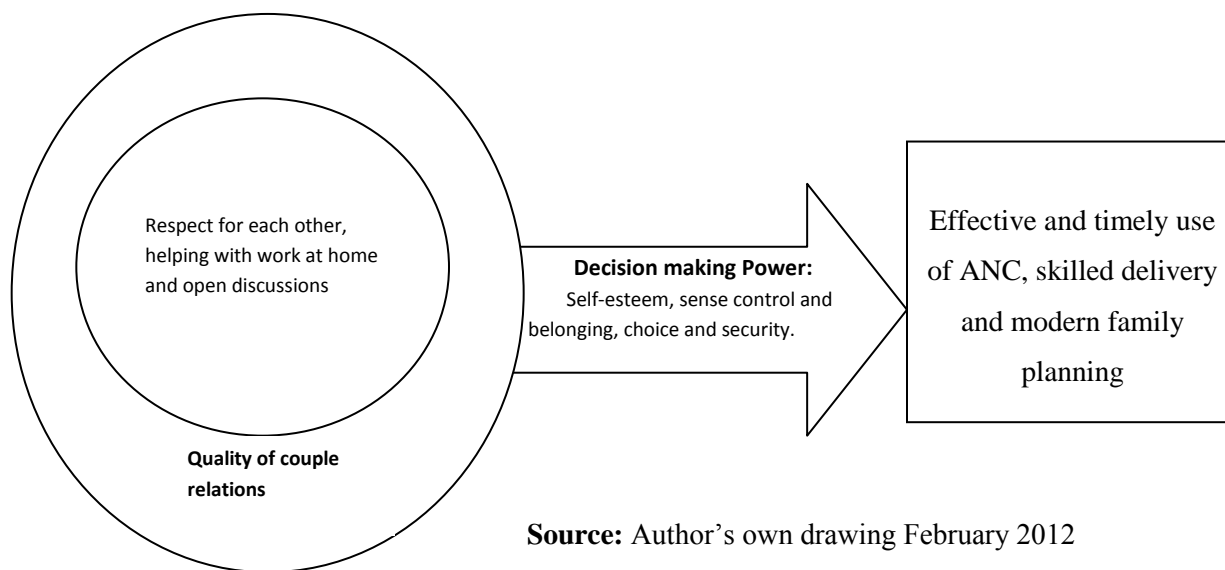 Respect for each other,
helping with work at home
and open discussions
Quality of couple
relations
Decision making Power:
Self-esteem, sense control and
belonging, choice and security.
Effective and timely use
of ANC, skilled delivery
and modern family
planning
Source: Author's own drawing February 2012